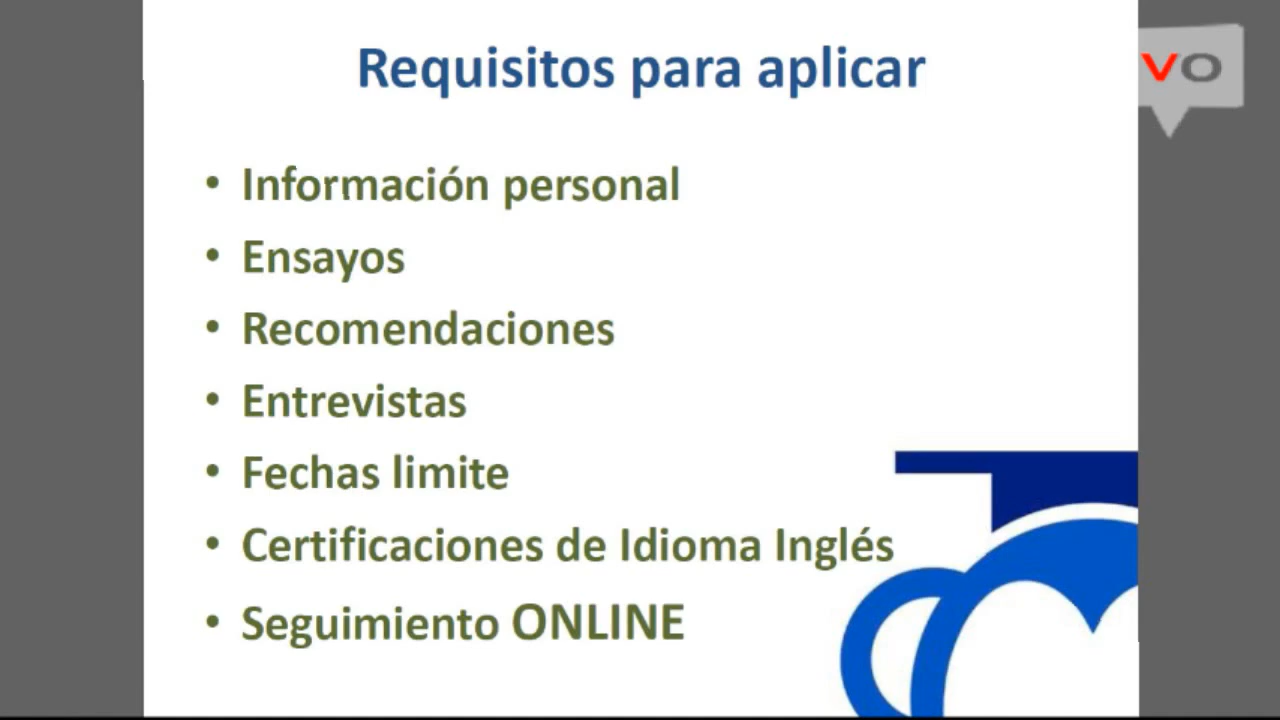 Requisitos para aplicar
VO
• Información personal
• Ensayos
• Recomendaciones
• Entrevistas
• Fechas limite
• Certificaciones de Idioma Inglés
• Seguimiento ONLINE